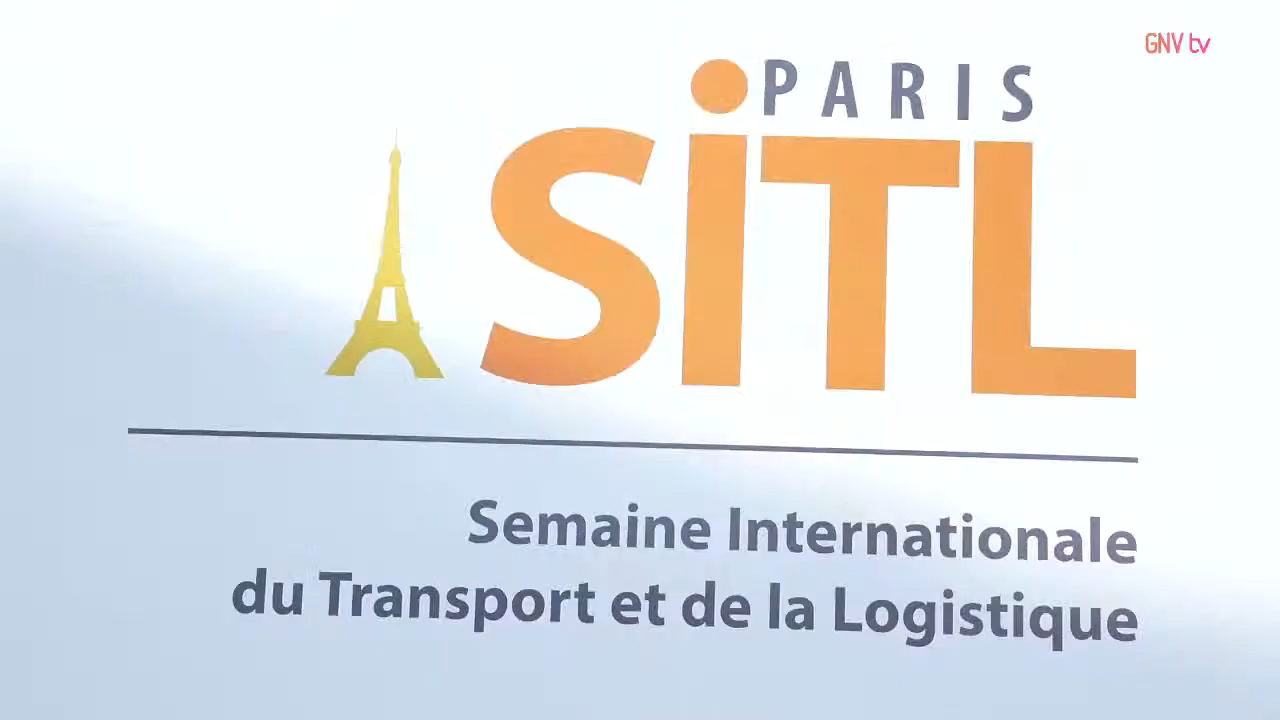 GNV tv
PARIS
SiTL
Semaine Internationale
du Transport et de la Logistique